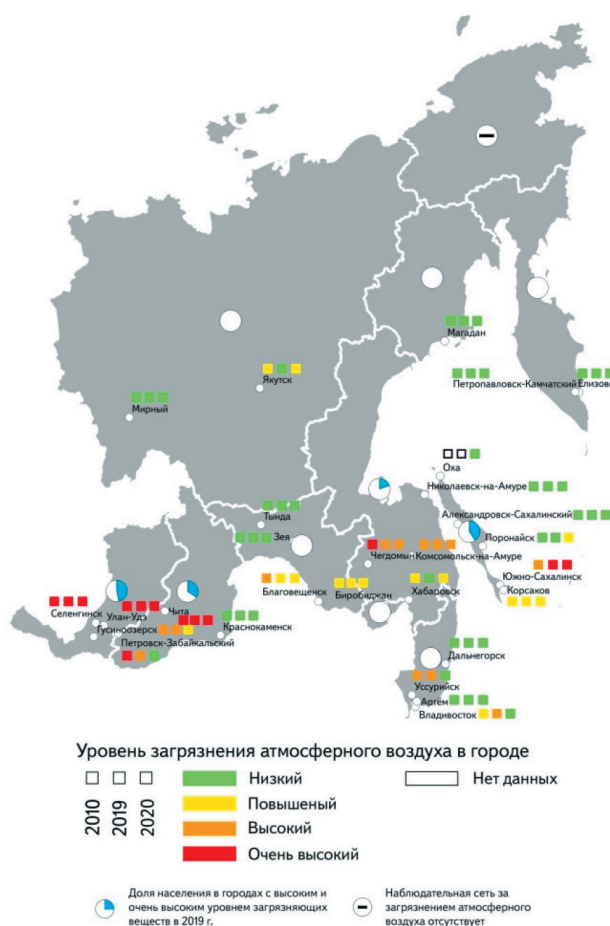 Магадан
Петропавловск-Камчатский
Елизово
Якутск
Мирный
Оха
Николаевск-на-Амуре
Тында
Александровск-Сахалинский
Зея
Поронайск
Чегдомын
Комсомольск-на-Амуре
Южно-Сахалинск
Корсаков
Благовещенск
Биробиджан
Хабаровск
Селенгинск
Улан-Удэ
Чита
Гусиноозерск
Краснокаменск
Петровск-Забайкальский
Дальнегорск
Уссурийск
Артём
Владивосток
Уровень загрязнения атмосферного воздуха в городе
2010
2019
2020
Низкий
Повышеный
Высокий
Очень высокий
Нет данных
Доля населения в городах с высоким и
очень высоким уровнем загрязняющих
веществ в 2019 г.
Наблюдательная сеть за
загрязнением атмосферного
воздуха отсутствует